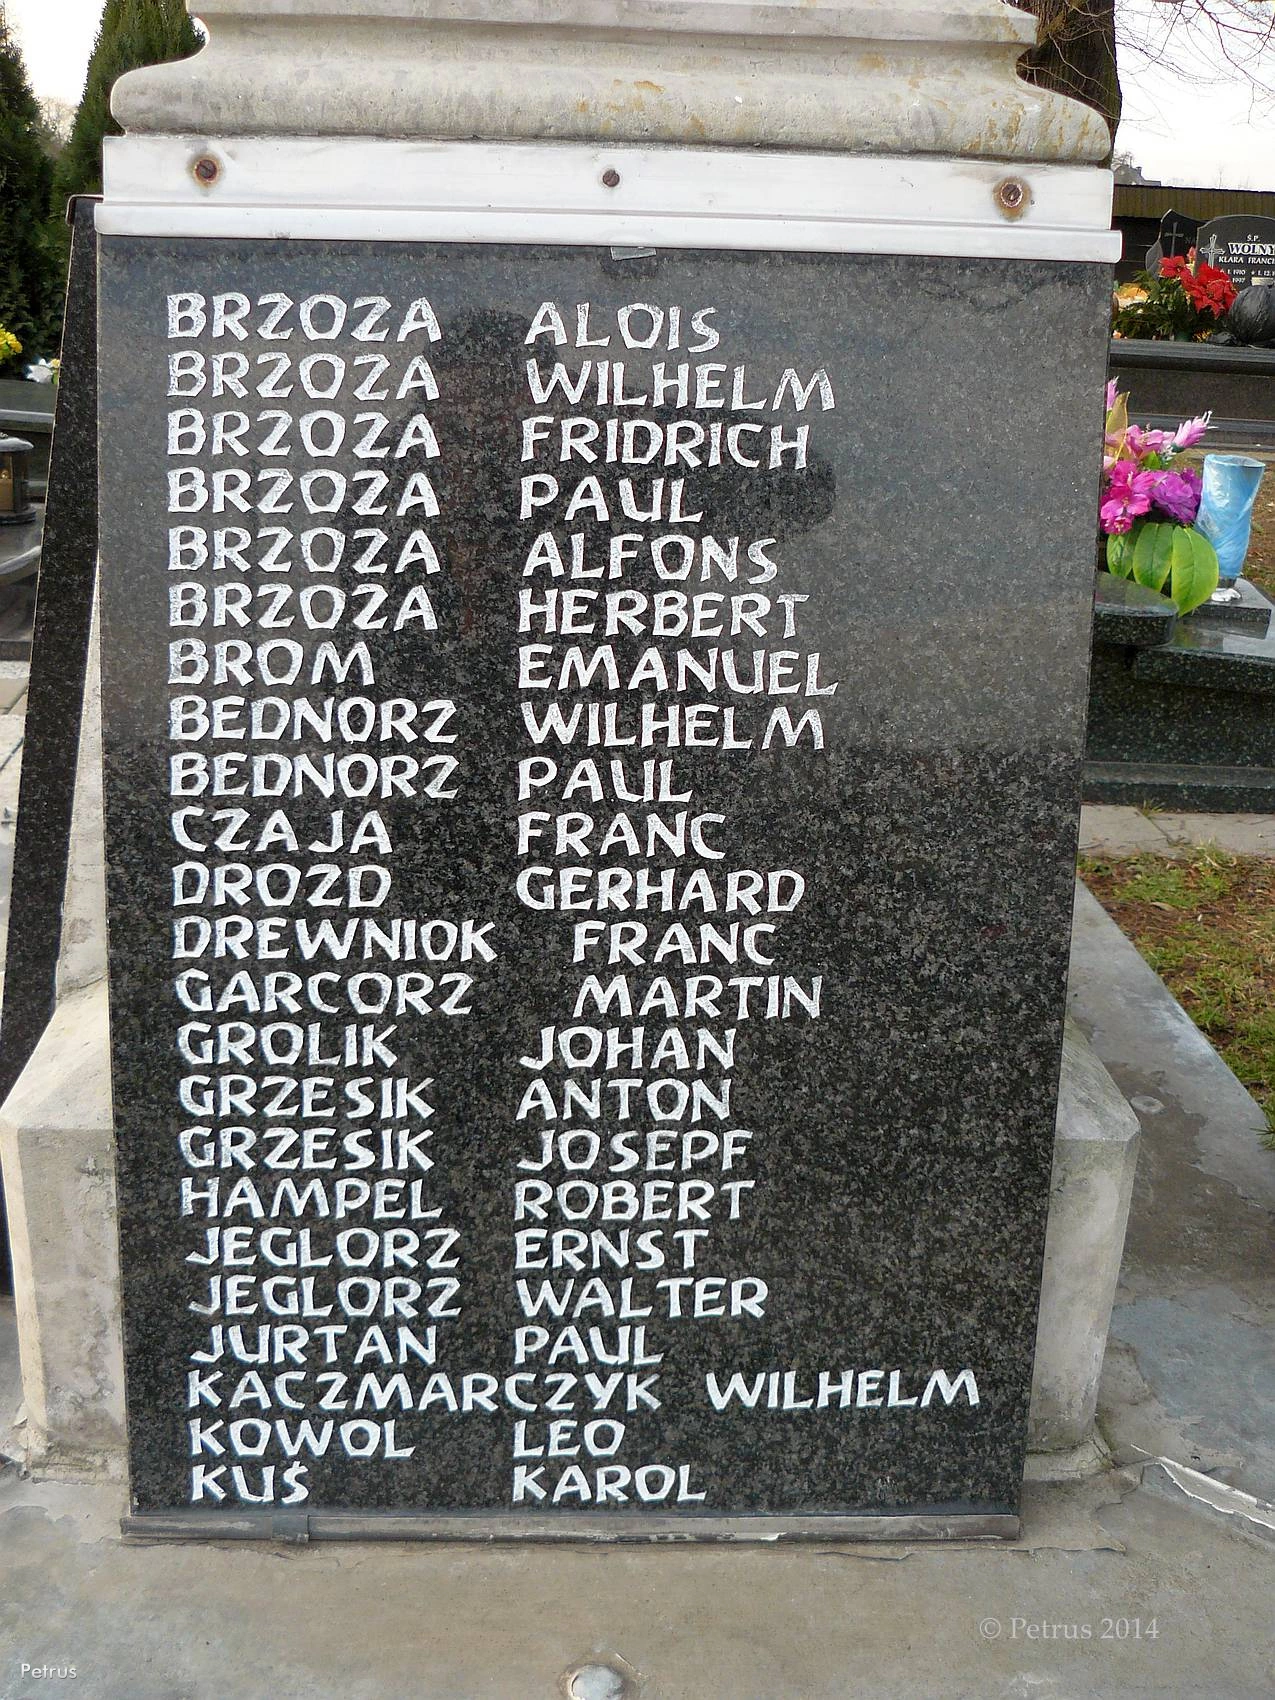 BRZOZA ALOIS
BRZOZA WILHELM
BRZOZA FRIDRICH
BRZOZA PAUL
BRZOZA ALFONS
BRZOZA HERBERT
BROM EMANUEL
BEDNORZ WILHELM
BEDNORZ PAUL
CZAJA FRANC
DROZD GERHARD
DREWNIOK FRANC
GARCORZ MARTIN
GROLIK JOHAN
GRZESIK ANTON
GRZESIK JOSEPF
HAMPEL ROBERT
JEGLORZ ERNST
JEGLORZ WALTER
JURTAN PAUL
KACZMARCZYK WILHELM
KOWOL LEO
KUŚ KAROL
Ś.P.
WOLNY
KLARA
© Petrus 2014
Petrus